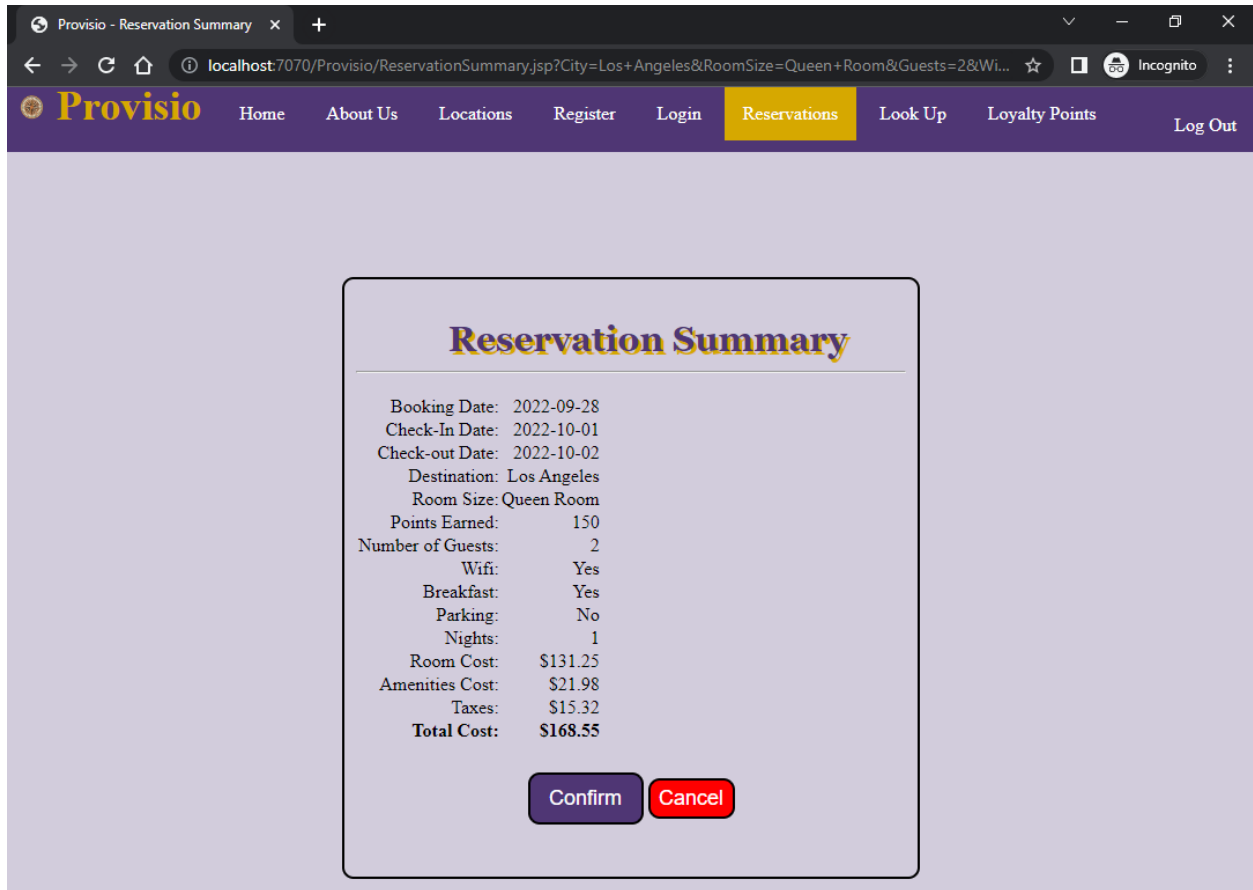 Provisio - Reservation Summary
localhost:7070/Provisio/ReservationSummary.jsp?City=Los+Angeles&RoomSize=Queen+Room&Guests=2&Wi...
Incognito
Provisio Home About Us Locations Register Login Reservations Look Up Loyalty Points Log Out
Reservation Summary
Booking Date: 2022-09-28
Check-In Date: 2022-10-01
Check-out Date: 2022-10-02
Destination: Los Angeles
Room Size: Queen Room
Points Earned: 150
Number of Guests: 2
Wifi: Yes
Breakfast: Yes
Parking: No
Nights: 1
Room Cost: $131.25
Amenities Cost: $21.98
Taxes: $15.32
Total Cost: $168.55
Confirm Cancel